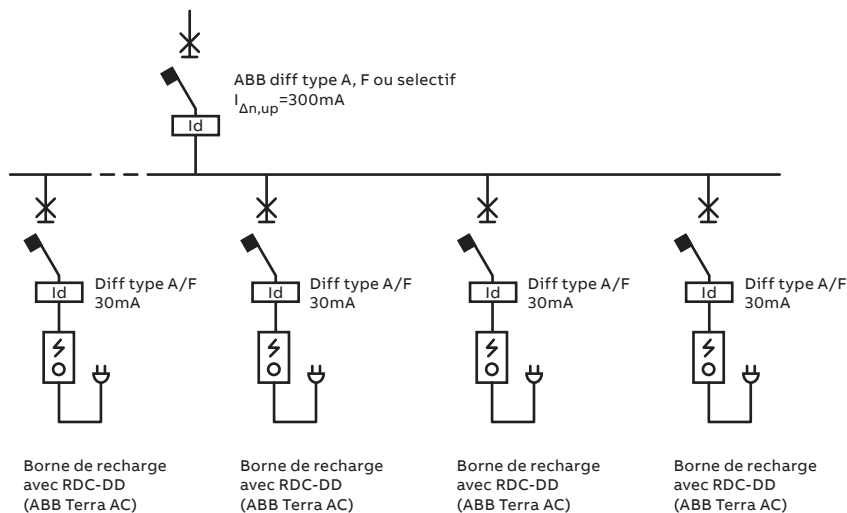 ABB diff type A, F ou selectif
IΔn,up=300mA
Id
Diff type A/F
30mA
Id
Diff type A/F
30mA
Id
Diff type A/F
30mA
Id
Diff type A/F
30mA
Id
Borne de recharge
avec RDC-DD
(ABB Terra AC)
Borne de recharge
avec RDC-DD
(ABB Terra AC)
Borne de recharge
avec RDC-DD
(ABB Terra AC)
Borne de recharge
avec RDC-DD
(ABB Terra AC)